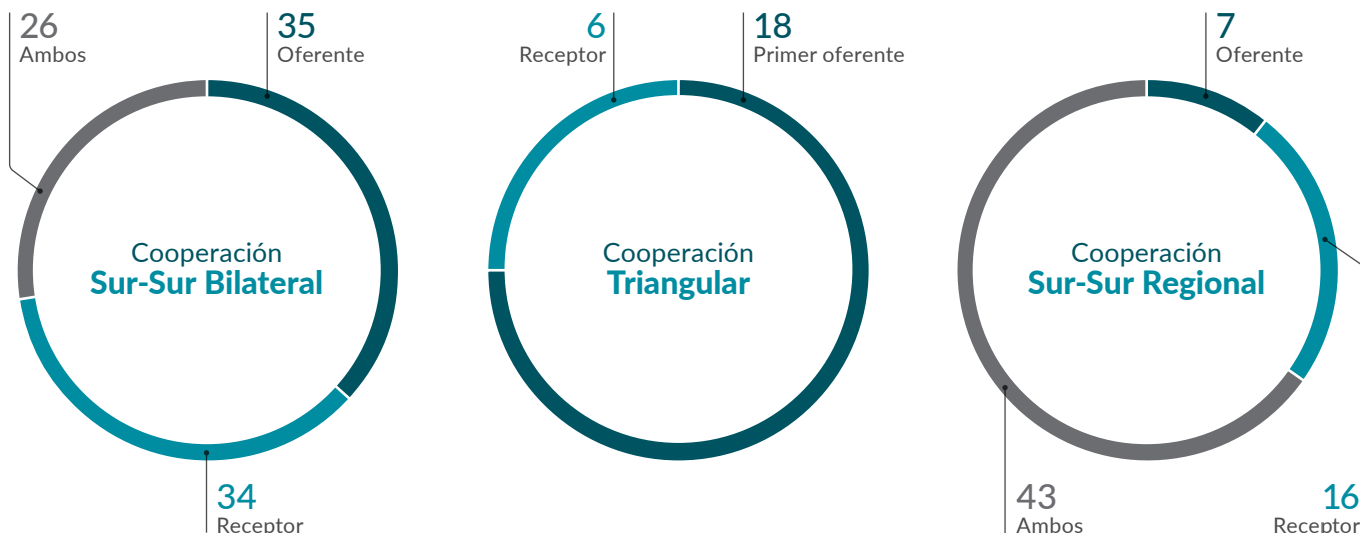 26
Ambos
35
Oferente
Cooperación
Sur-Sur Bilateral
34
Receptor
6
Receptor
18
Primer oferente
Cooperación
Triangular
7
Oferente
Cooperación
Sur-Sur Regional
43
Ambos
16
Receptor